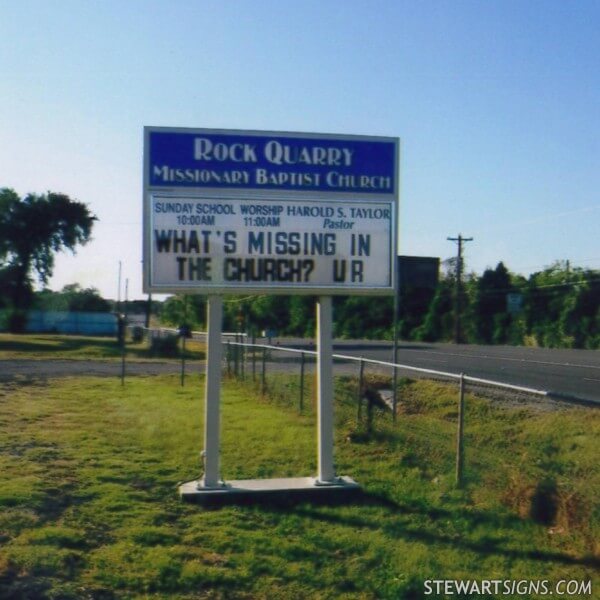 ROCK QUARRY
MISSIONARY BAPTIST CHURCH
SUNDAY SCHOOL WORSHIP HAROLD S. TAYLOR
10:00AM 11:00AM Pastor
WHAT'S MISSING IN
THE CHURCH? U R
STEWARTSIGNS.COM